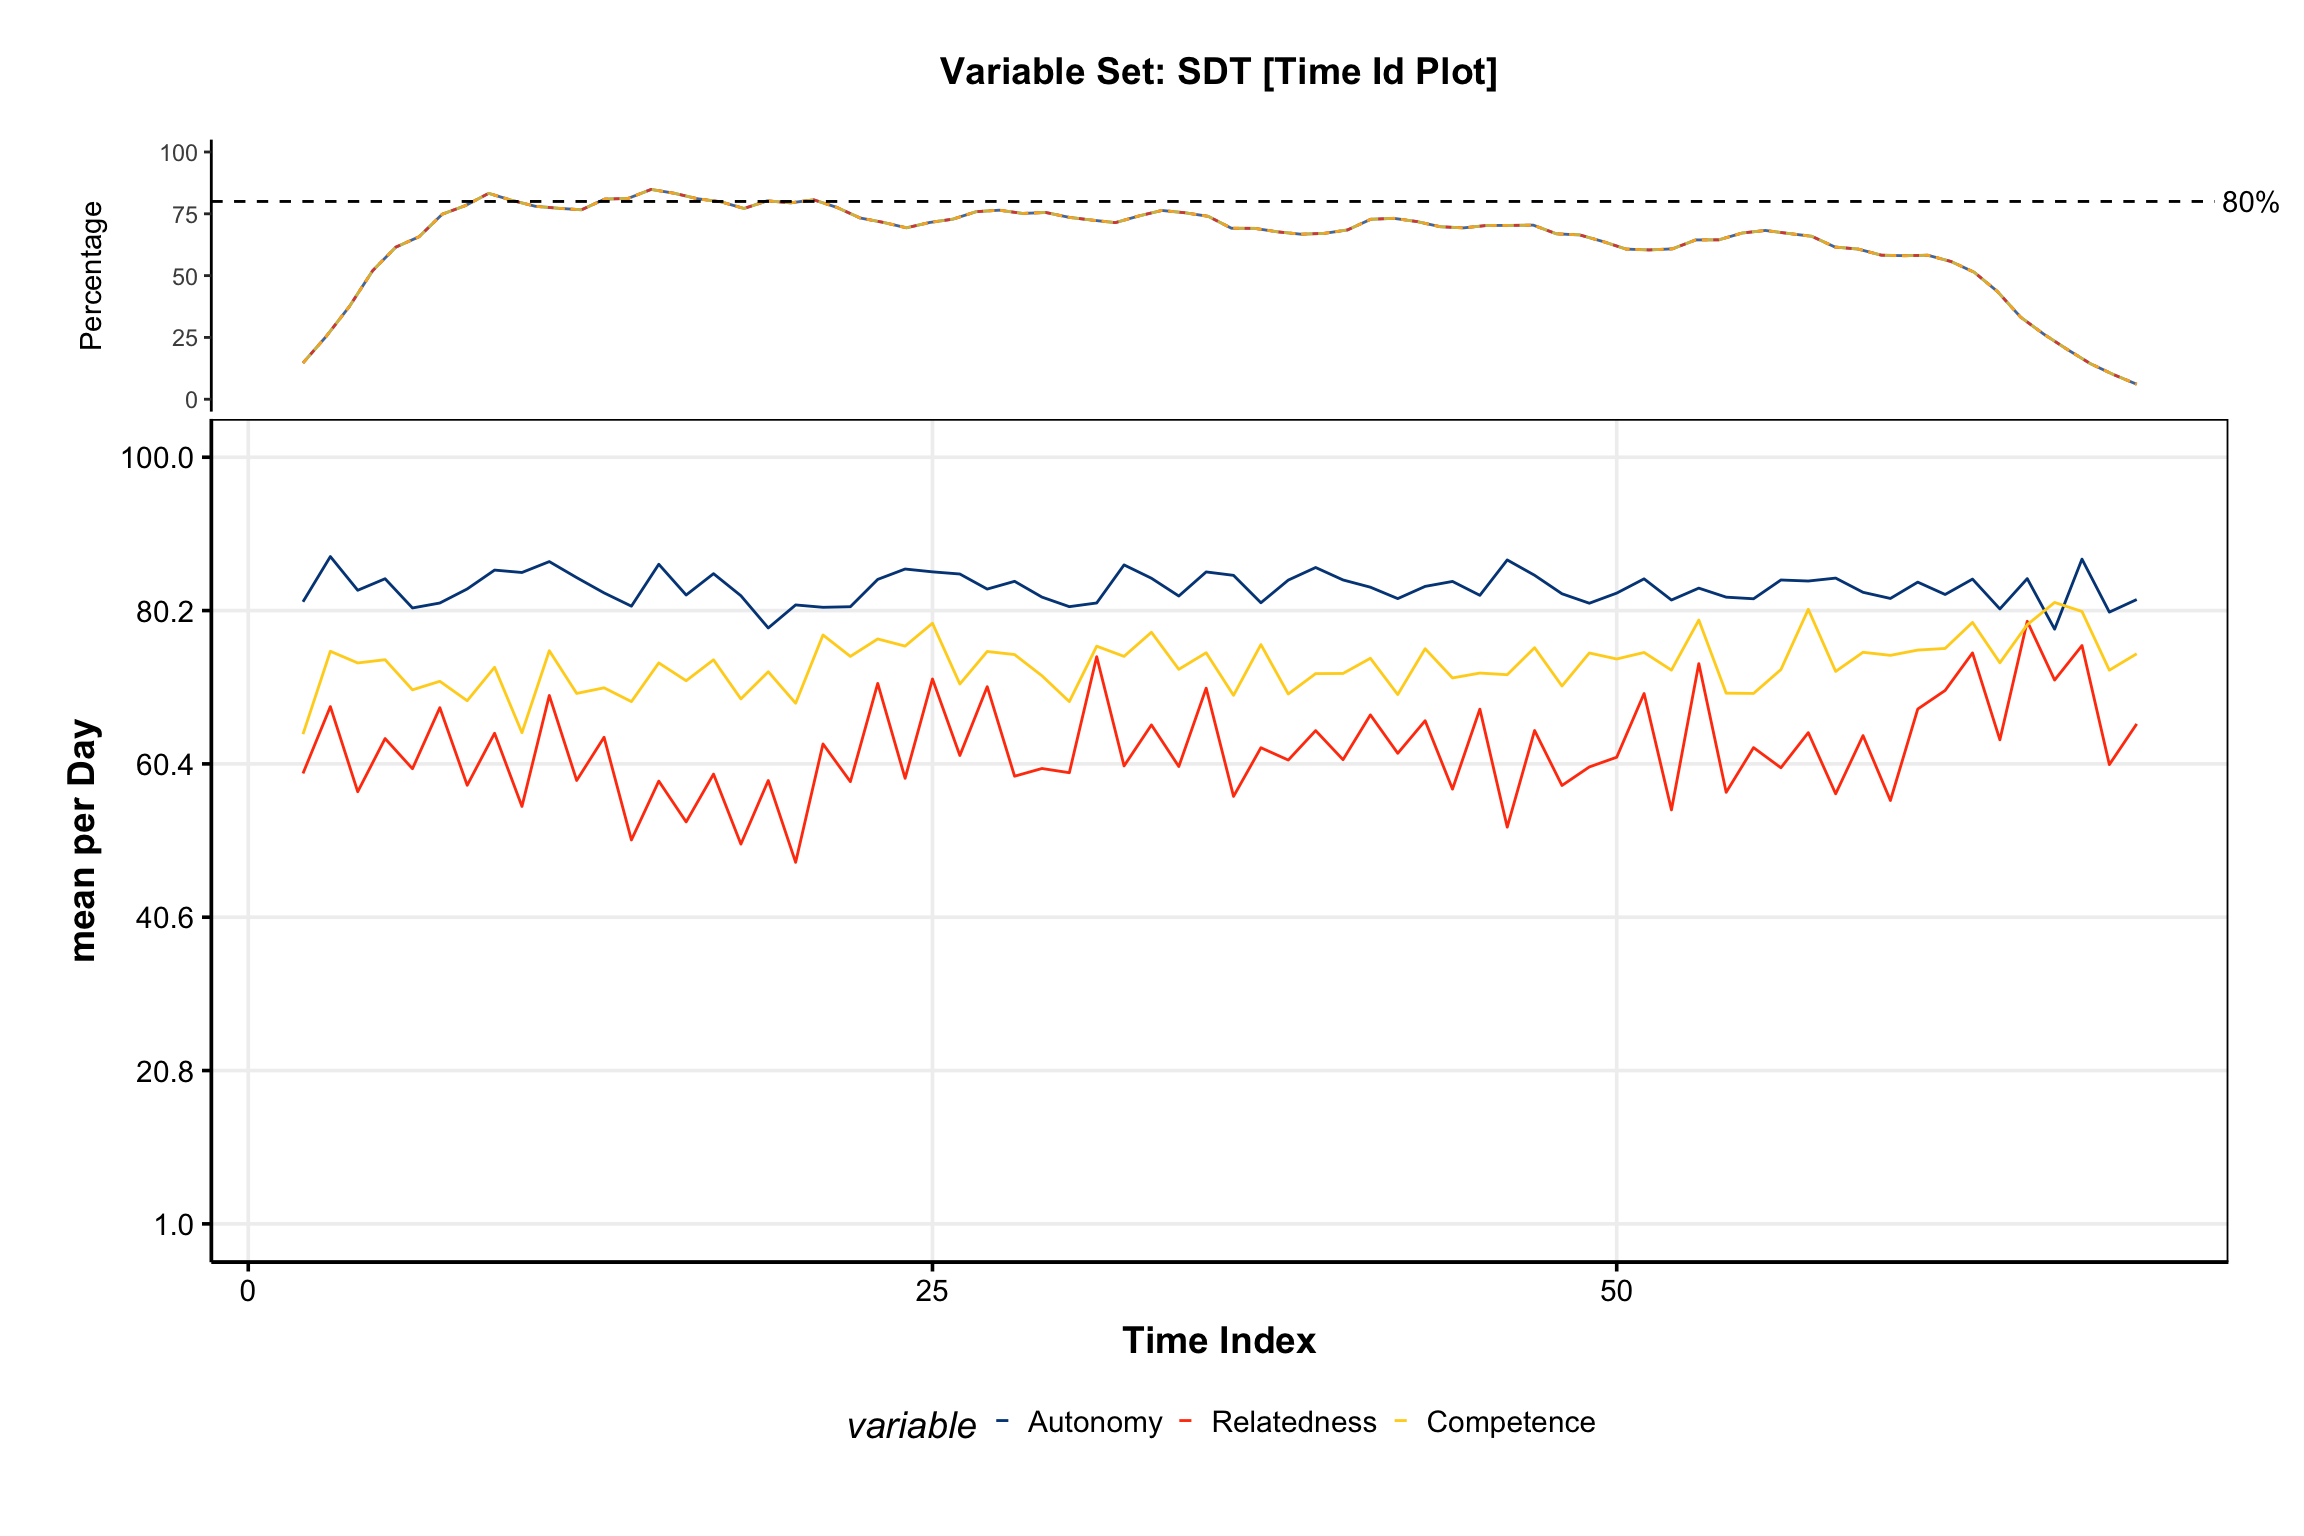 Variable Set: SDT [Time Id Plot]
Percentage
100
75
50
25
0
80%
mean per Day
100.0
80.2
60.4
40.6
20.8
1.0
0 25 50
Time Index
variable Autonomy Relatedness Competence